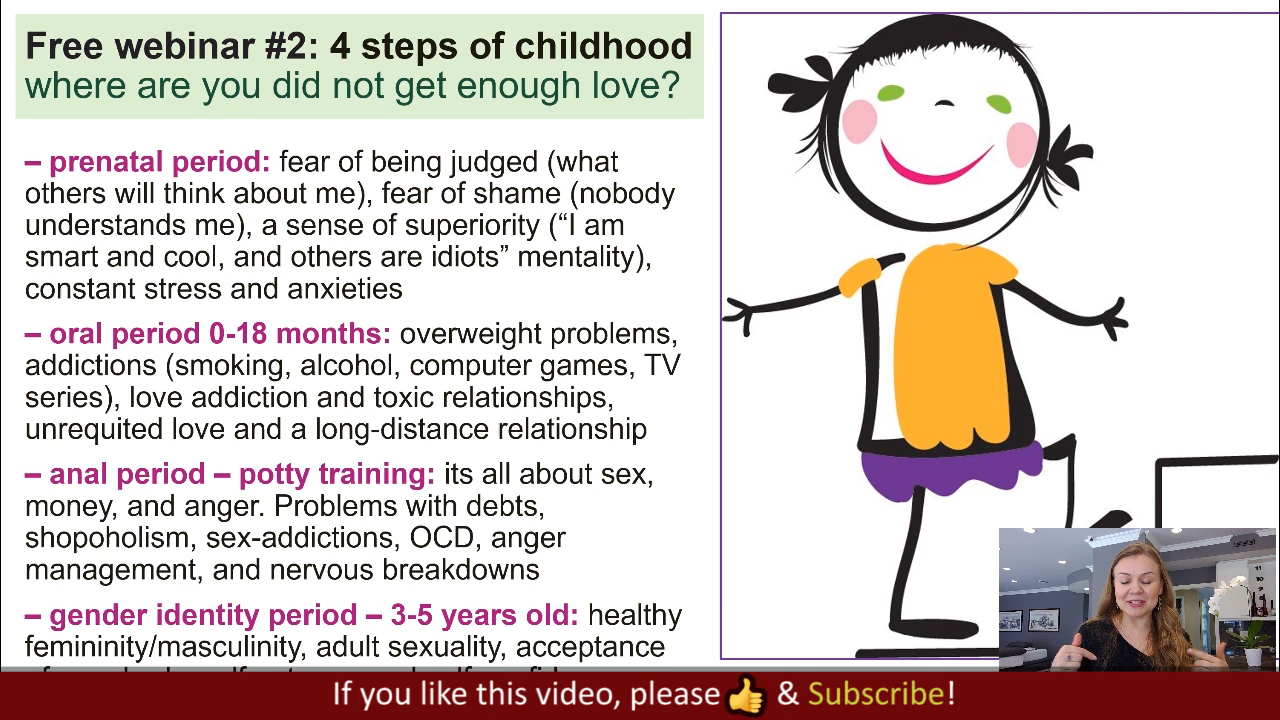 Free webinar #2: 4 steps of childhood
where are you did not get enough love?
– prenatal period: fear of being judged (what
others will think about me), fear of shame (nobody
understands me), a sense of superiority (“I am
smart and cool, and others are idiots” mentality),
constant stress and anxieties
– oral period 0-18 months: overweight problems,
addictions (smoking, alcohol, computer games, TV
series), love addiction and toxic relationships,
unrequited love and a long-distance relationship
– anal period – potty training: its all about sex,
money, and anger. Problems with debts,
shopoholism, sex-addictions, OCD, anger
management, and nervous breakdowns
– gender identity period – 3-5 years old: healthy
femininity/masculinity, adult sexuality, acceptance
If you like this video, please 👍 & Subscribe!